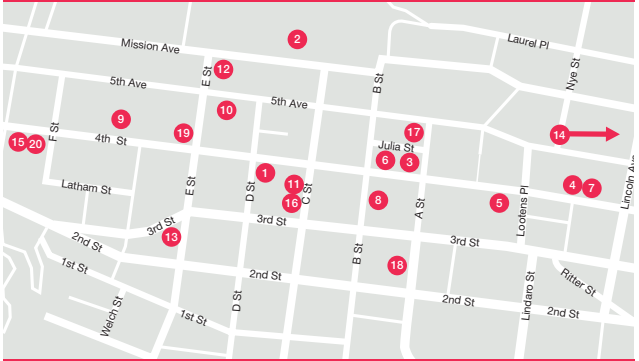 2
Laurel Pl
Mission Ave
12
E St
B St
Nye St
5th Ave
5th Ave
10
9
F St
19
17
14
15
20
4th St
Julia St
6
3
1
11
C St
16
Latham St
E St
D St
8
A St
5
Lootens Pl
4
7
Lincoln Ave
3rd St
3rd St
13
2nd St
3rd St
B St
18
1st St
2nd St
Ritter St
Welch St
1st St
D St
2nd St
Lindaro St
2nd St